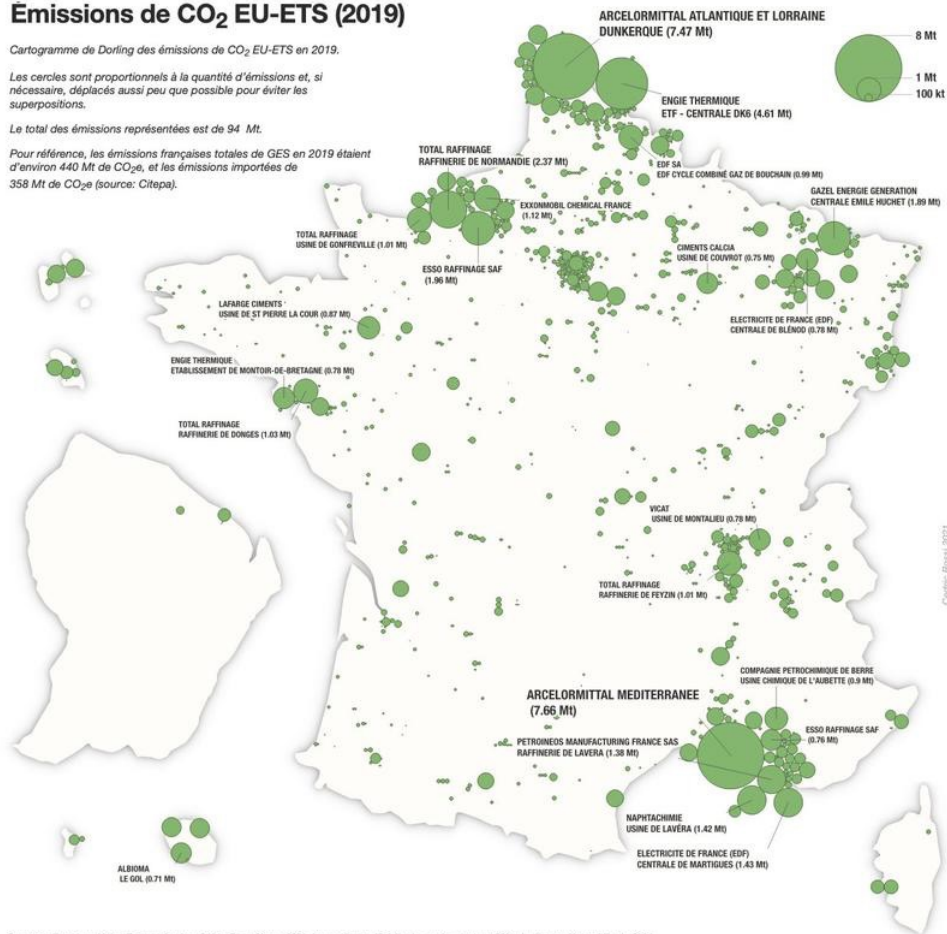 Émissions de CO₂ EU-ETS (2019)
Cartogramme de Dorling des émissions de CO₂ EU-ETS en 2019.
Les cercles sont proportionnels à la quantité d'émissions et, si
nécessaire, déplacés aussi peu que possible pour éviter les
superpositions.
Le total des émissions représentées est de 94 Mt.
Pour référence, les émissions françaises totales de GES en 2019 étaient
d'environ 440 Mt de CO₂e, et les émissions importées de
358 Mt de CO₂e (source: Citepa).
ARCELORMITTAL ATLANTIQUE ET LORRAINE
DUNKERQUE (7.47 Mt)
8 Mt
1 Mt
100 kt
ENGIE THERMIQUE
ETF - CENTRALE DK6 (4.61 Mt)
TOTAL RAFFINAGE
RAFFINERIE DE NORMANDIE (2.37 Mt)
EDF SA
EDF CYCLE COMBINÉ GAZ DE BOUCHAIN (0.99 Mt)
GAZEL ENERGIE GENERATION
CENTRALE EMILE HUCHET (1.89 Mt)
EXXONMOBIL CHEMICAL FRANCE
(1.12 Mt)
TOTAL RAFFINAGE
USINE DE GONFREVILLE (1.01 Mt)
CIMENTS CALCIA
USINE DE COUVROT (0.75 Mt)
ESSO RAFFINAGE SAF
(1.96 Mt)
LAFARGE CIMENTS
USINE DE ST PIERRE LA COUR (0.87 Mt)
ELECTRICITE DE FRANCE (EDF)
CENTRALE DE BLÉNOD (0.78 Mt)
ENGIE THERMIQUE
ETABLISSEMENT DE MONTOIR-DE-BRETAGNE (0.78 Mt)
TOTAL RAFFINAGE
RAFFINERIE DE DONGES (1.03 Mt)
VICAT
USINE DE MONTALIEU (0.78 Mt)
TOTAL RAFFINAGE
RAFFINERIE DE FEYZIN (1.01 Mt)
COMPAGNIE PETROCHIMIQUE DE BERRE
USINE CHIMIQUE DE L'AUBETTE (0.9 Mt)
ARCELORMITTAL MEDITERRANEE
(7.66 Mt)
ESSO RAFFINAGE SAF
(0.76 Mt)
PETROINEOS MANUFACTURING FRANCE SAS
RAFFINERIE DE LAVERA (1.38 Mt)
NAPHTACHIMIE
USINE DE LAVÉRA (1.42 Mt)
ELECTRICITE DE FRANCE (EDF)
CENTRALE DE MARTIGUES (1.43 Mt)
ALBIOMA
LE GOL (0.71 Mt)